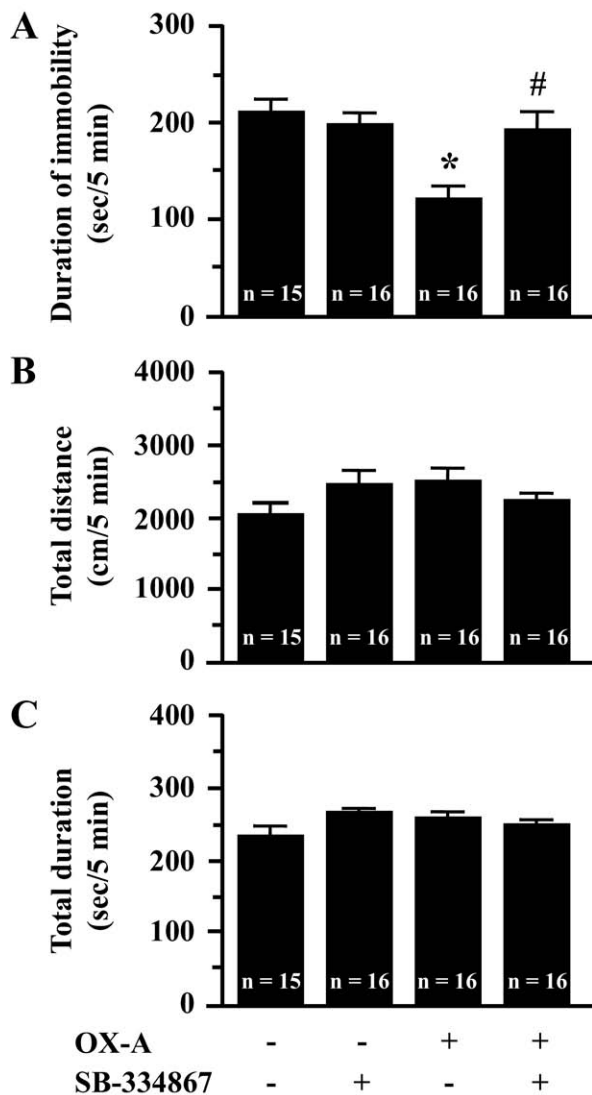 A
Duration of immobility
(sec/5 min)
300
200
100
0
*
#
n = 15
n = 16
n = 16
n = 16
B
Total distance
(cm/5 min)
4000
3000
2000
1000
0
n = 15
n = 16
n = 16
n = 16
C
Total duration
(sec/5 min)
400
300
200
100
0
n = 15
n = 16
n = 16
n = 16
OX-A - - + +
SB-334867 - + - +